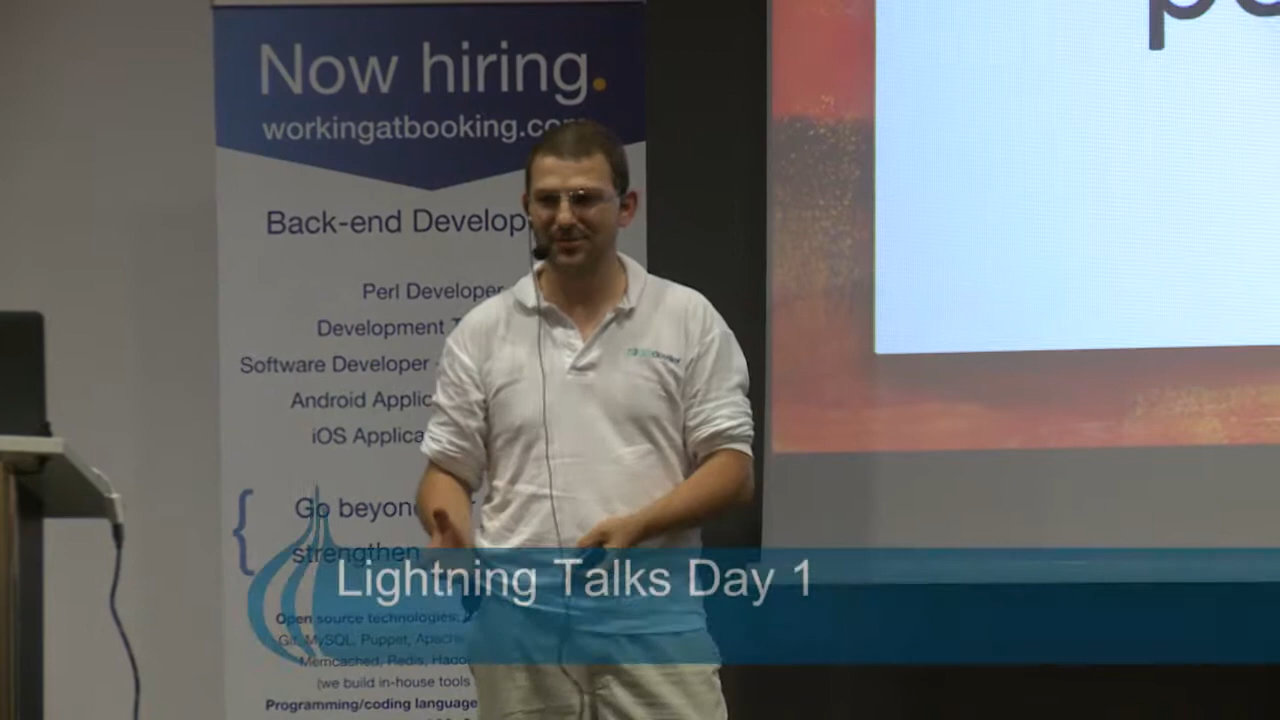 Now hiring.
workingatbooking.com
Back-end Develop
Perl Developer
Development
Software Developer -
Android Applic
iOS Applica
{ Go beyond
strengthen
Open source technologies:
Git, MySQL, Puppet, Apache
Memcached, Redis, Hadoo
(we build in-house tools
Programming/coding language
Lightning Talks Day 1